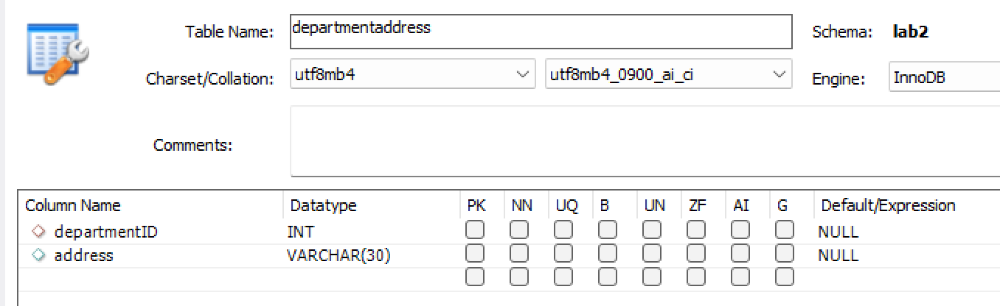 Table Name: departmentaddress Schema: lab2
Charset/Collation: utf8mb4 utf8mb4_0900_ai_ci Engine: InnoDB
Comments:
Column Name Datatype PK NN UQ B UN ZF AI G Default/Expression
departmentID INT NULL
address VARCHAR(30) NULL